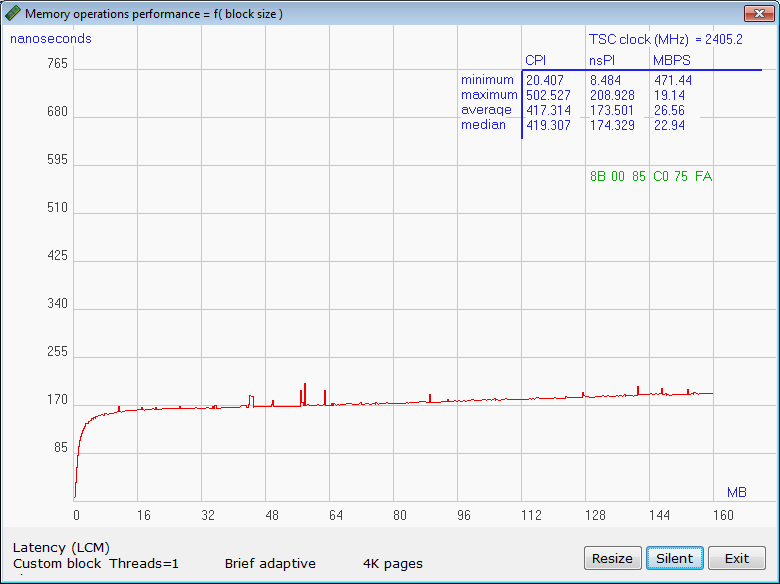 Memory operations performance = f( block size )
nanoseconds
TSC clock (MHz) = 2405.2
CPI nsPI MBPS
minimum 20.407 8.484 471.44
maximum 502.527 208.928 19.14
average 417.314 173.501 26.56
median 419.307 174.329 22.94
8B 00 85 C0 75 FA
765
680
595
510
425
340
255
170
85
MB
0 16 32 48 64 80 96 112 128 144 160
Latency (LCM)
Custom block Threads=1 Brief adaptive 4K pages
Resize Silent Exit